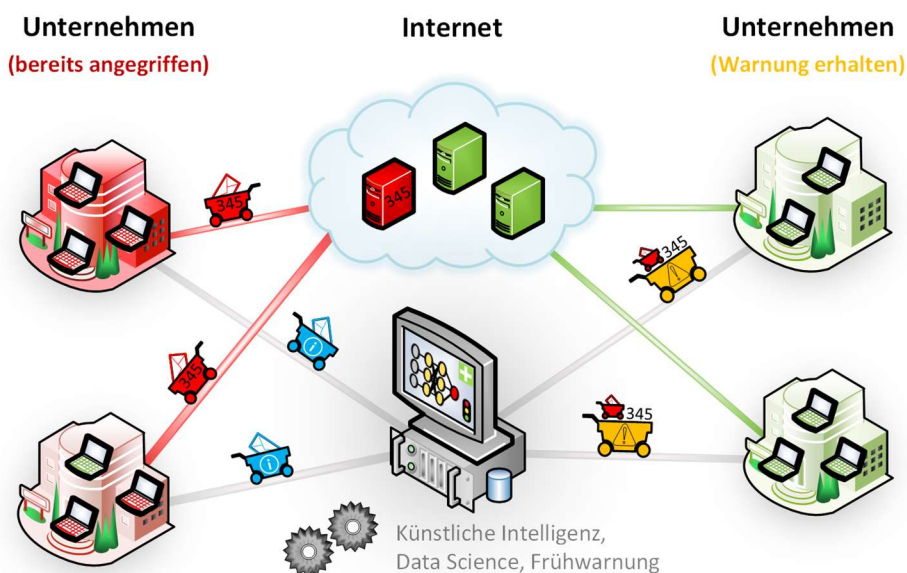 Unternehmen
(bereits angegriffen)
Internet
Unternehmen
(Warnung erhalten)
345
345
345
345
345
Künstliche Intelligenz,
Data Science, Frühwarnung